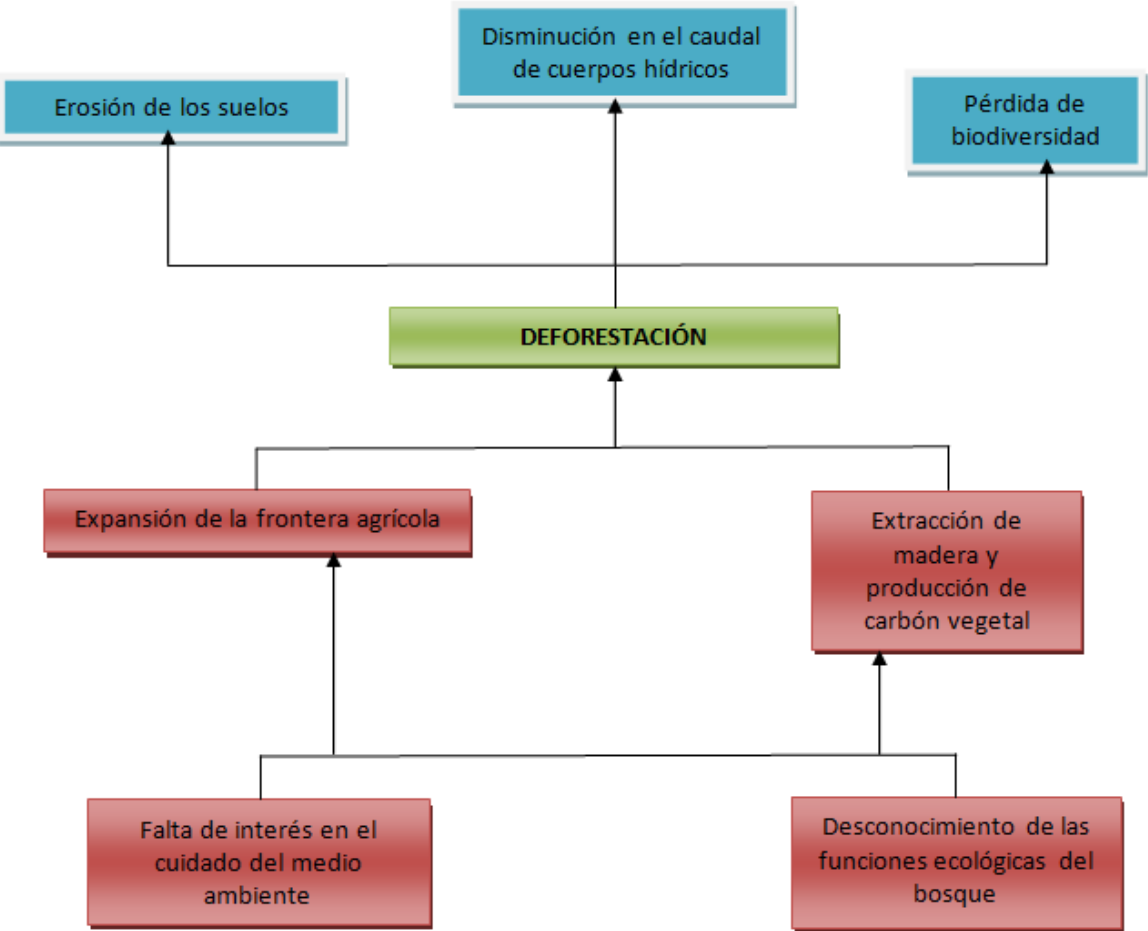 Disminución en el caudal
de cuerpos hídricos
Erosión de los suelos
Pérdida de
biodiversidad
DEFORESTACIÓN
Expansión de la frontera agrícola
Extracción de
madera y
producción de
carbón vegetal
Falta de interés en el
cuidado del medio
ambiente
Desconocimiento de las
funciones ecológicas del
bosque